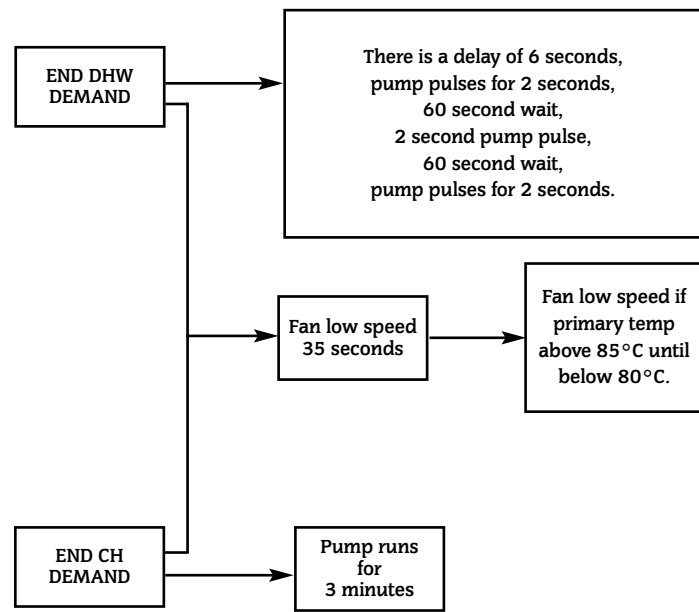 END DHW
DEMAND
There is a delay of 6 seconds,
pump pulses for 2 seconds,
60 second wait,
2 second pump pulse,
60 second wait,
pump pulses for 2 seconds.
Fan low speed
35 seconds
Fan low speed if
primary temp
above 85°C until
below 80°C.
END CH
DEMAND
Pump runs
for
3 minutes